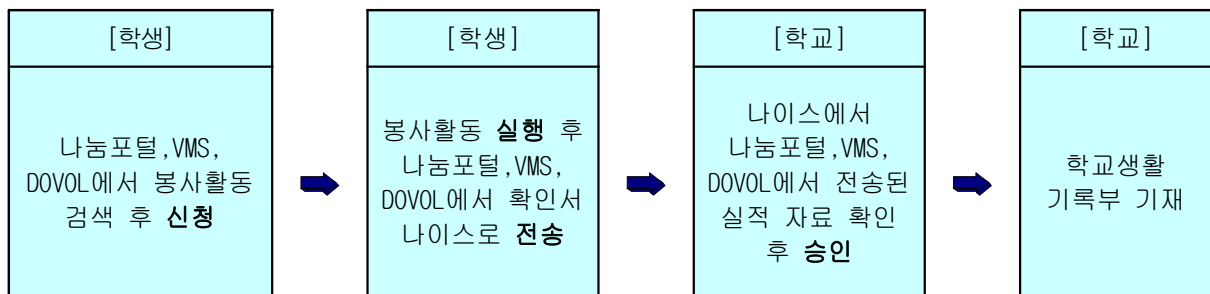 [학생]
나눔포털,VMS,
DOVOL에서 봉사활동
검색 후 신청
[학생]
봉사활동 실행 후
나눔포털,VMS,
DOVOL에서 확인서
나이스로 전송
[학교]
나이스에서
나눔포털,VMS,
DOVOL에서 전송된
실적 자료 확인
후 승인
[학교]
학교생활
기록부 기재